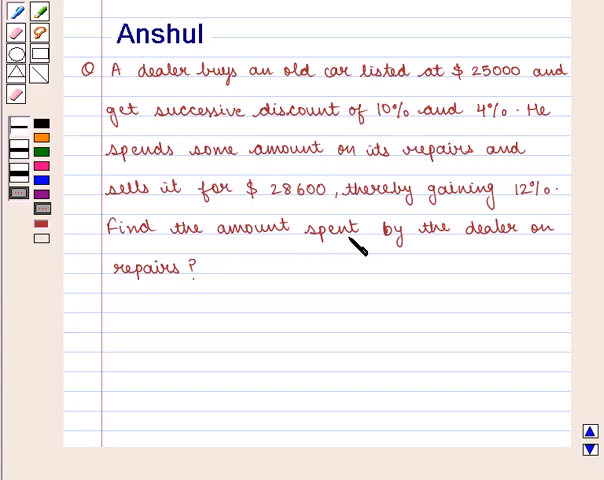 Anshul
Q A dealer buys an old car listed at $ 25000 and
get successive discount of 10% and 4%. He
spends some amount on its repairs and
sells it for $ 28600, thereby gaining 12%.
Find the amount spent by the dealer on
repairs?